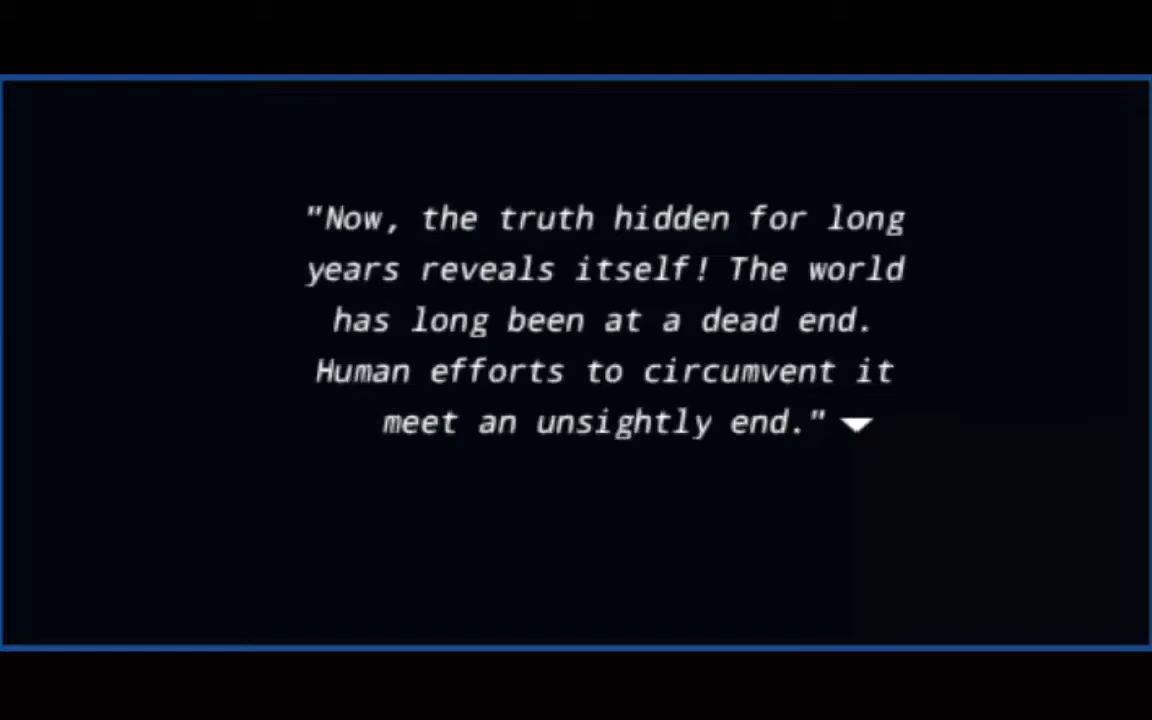 "Now, the truth hidden for long
years reveals itself! The world
has long been at a dead end.
Human efforts to circumvent it
meet an unsightly end."